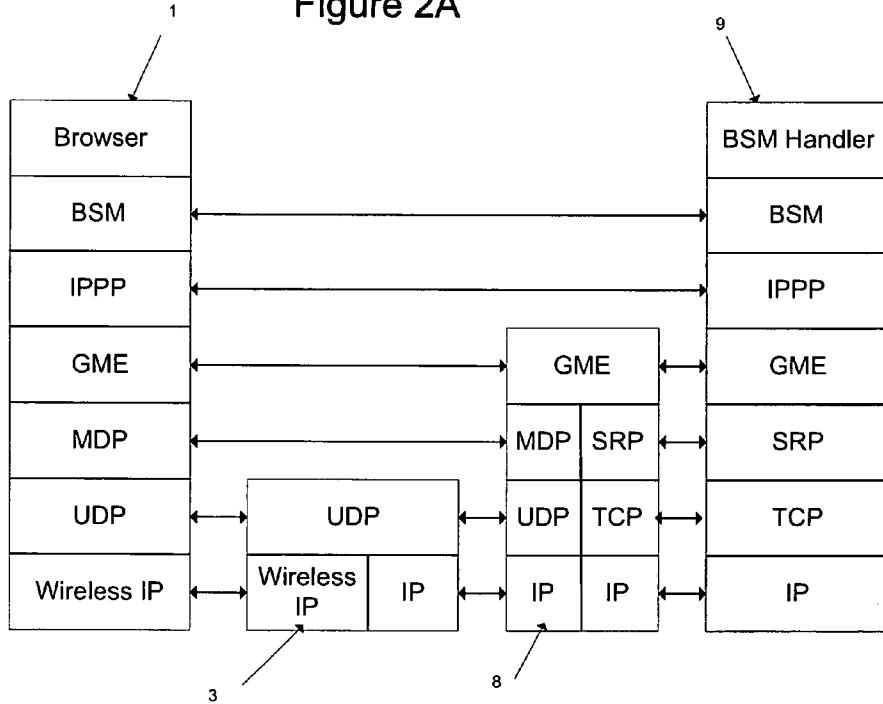 Figure 2A
1
9
Browser
BSM Handler
BSM
BSM
IPPP
IPPP
GME
GME
GME
MDP
MDP
SRP
SRP
UDP
UDP
UDP
TCP
TCP
Wireless IP
Wireless
IP
IP
IP
IP
IP
3
8